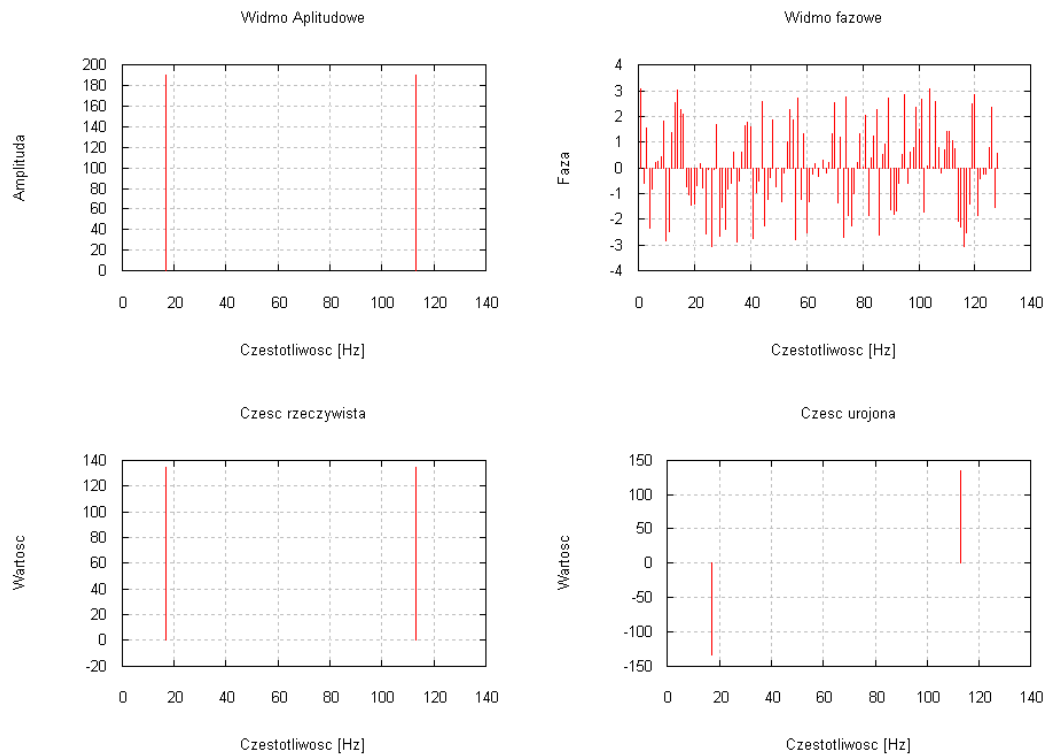 Widmo Aplitudowe
200
180
160
140
120
100
80
60
40
20
0
Amplituda
0 20 40 60 80 100 120 140
Czestotliwosc [Hz]
Widmo fazowe
4
3
2
1
0
-1
-2
-3
-4
Faza
0 20 40 60 80 100 120 140
Czestotliwosc [Hz]
Czesc rzeczywista
140
120
100
80
60
40
20
0
-20
Wartosc
0 20 40 60 80 100 120 140
Czestotliwosc [Hz]
Czesc urojona
150
100
50
0
-50
-100
-150
Wartosc
0 20 40 60 80 100 120 140
Czestotliwosc [Hz]